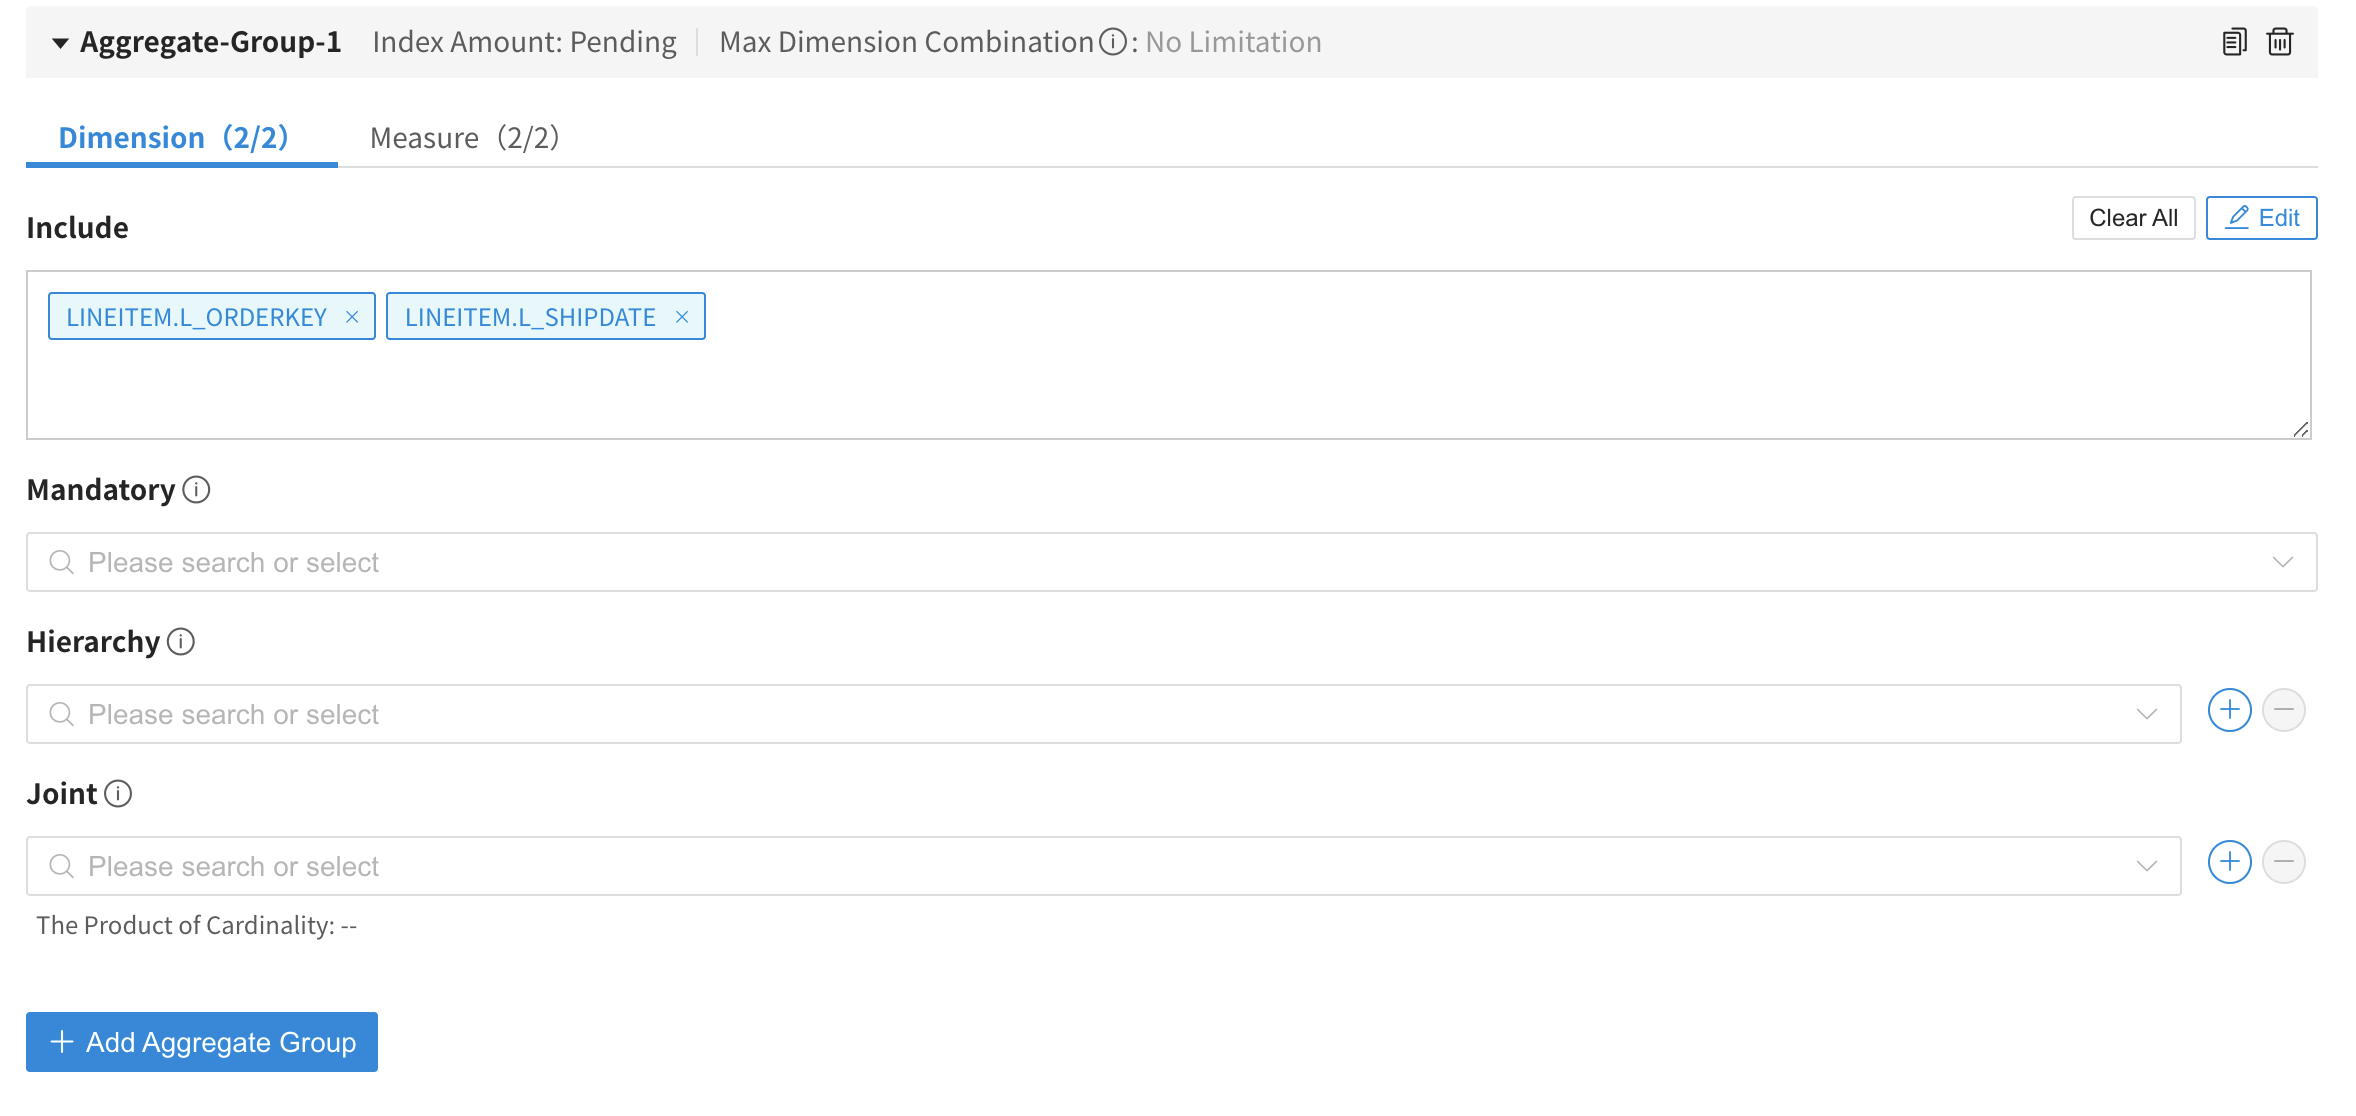 Aggregate-Group-1 Index Amount: Pending Max Dimension Combination : No Limitation
Dimension (2/2) Measure (2/2)
Include Clear All Edit
LINEITEM.L_ORDERKEY × LINEITEM.L_SHIPDATE ×
Mandatory
Please search or select
Hierarchy
Please search or select
Joint
Please search or select
The Product of Cardinality: --
+ Add Aggregate Group